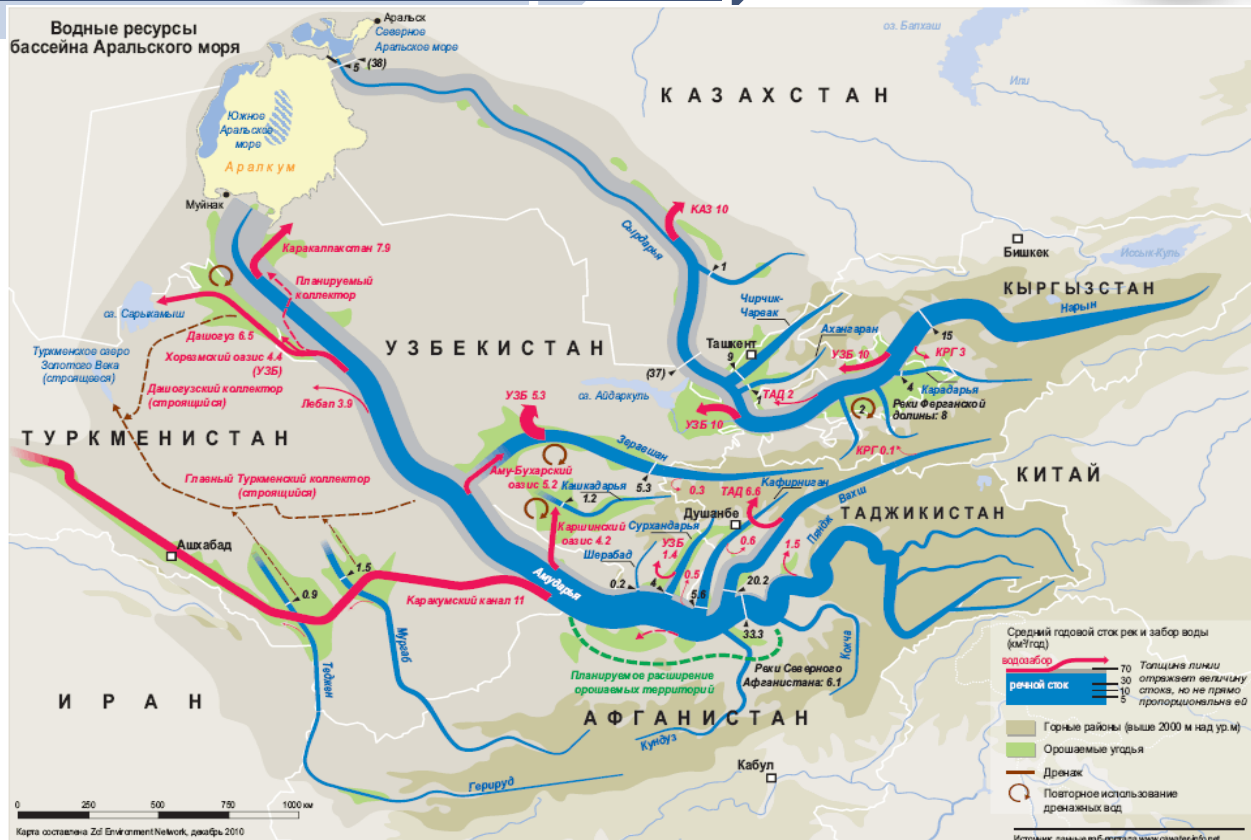 Водные ресурсы
бассейна Аральского моря
Аральск
Северное
Аральское море
5
(38)
оз. Балхаш
Или
КАЗАХСТАН
Южное
Аральское
море
Аралкум
Муйнак
КАЗ 10
Сырдарья
1
Бишкек
Иссык-Куль
КЫРГЫЗСТАН
Нарын
Каракалпакстан 7.9
Планируемый
коллектор
оз. Сарыкамыш
Чирчик-
Чарвак
Ахангаран
Ташкент
УЗБ 10
15
КРГ 3
Дашогуз 6.5
Хорезмский оазис 4.4
(УЗБ)
УЗБЕКИСТАН
Туркменское озеро
Золотого Века
(строящееся)
Дашогузский коллектор
(строящийся)
Лебап 3.9
(37)
9
1
ТАД 2
4
Карадарья
оз. Айдаркуль
2
Реки Ферганской
долины: 8
УЗБ 5.3
УЗБ 10
КРГ 0.1
ТУРКМЕНИСТАН
Зеравшан
КИТАЙ
Главный Туркменский коллектор
(строящийся)
Аму-Бухарский
оазис 5.2
Кашкадарья
1.2
5.3
0.3
ТАД 6.6
Кафирниган
Вахш
Душанбе
ТАДЖИКИСТАН
Пяндж
Каршинский
оазис 4.2
Сурхандарья
УЗБ
1.4
0.6
1.5
Шерабад
Ашхабад
1.5
0.9
Амударья
0.2
4
0.5
5.6
20.2
Каракумский канал 11
33.3
Мургаб
Теджен
Кокча
Планируемое расширение
орошаемых территорий
Реки Северного
Афганистана: 6.1
ИРАН
АФГАНИСТАН
Кундуз
Кабул
Герируд
Средний годовой сток рек и забор воды
(км³/год)
водозабор
речной сток
70
30
10
5
Толщина линии
отражает величину
стока, но не прямо
пропорциональна ей
Горные районы (выше 2000 м над ур.м)
Орошаемые угодья
Дренаж
Повторное использование
дренажных вод
0 250 500 750 1000 км
Карта составлена Zoï Environment Network, декабрь 2010